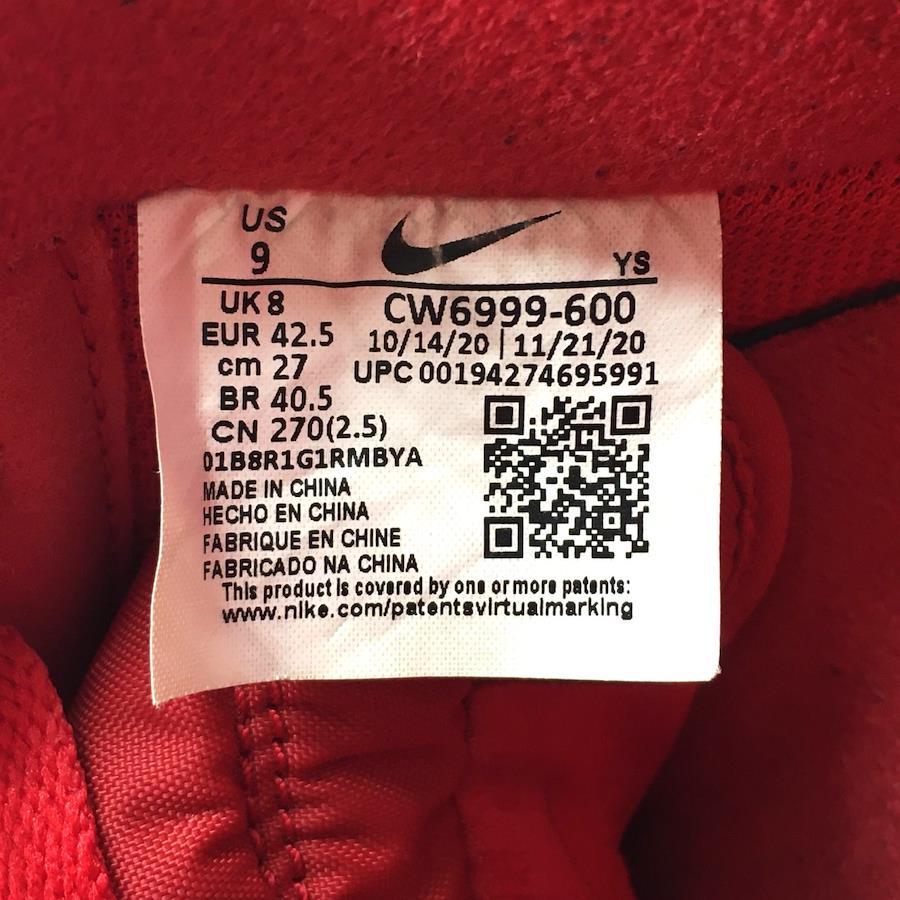 US
9
YS
UK 8
CW6999-600
EUR 42.5
10/14/20 | 11/21/20
cm 27
UPC 00194274695991
BR 40.5
CN 270(2.5)
01B8R1G1RMBYA
MADE IN CHINA
HECHO EN CHINA
FABRIQUE EN CHINE
FABRICADO NA CHINA
This product is covered by one or more patents:
www.nike.com/patentsvirtualmarking